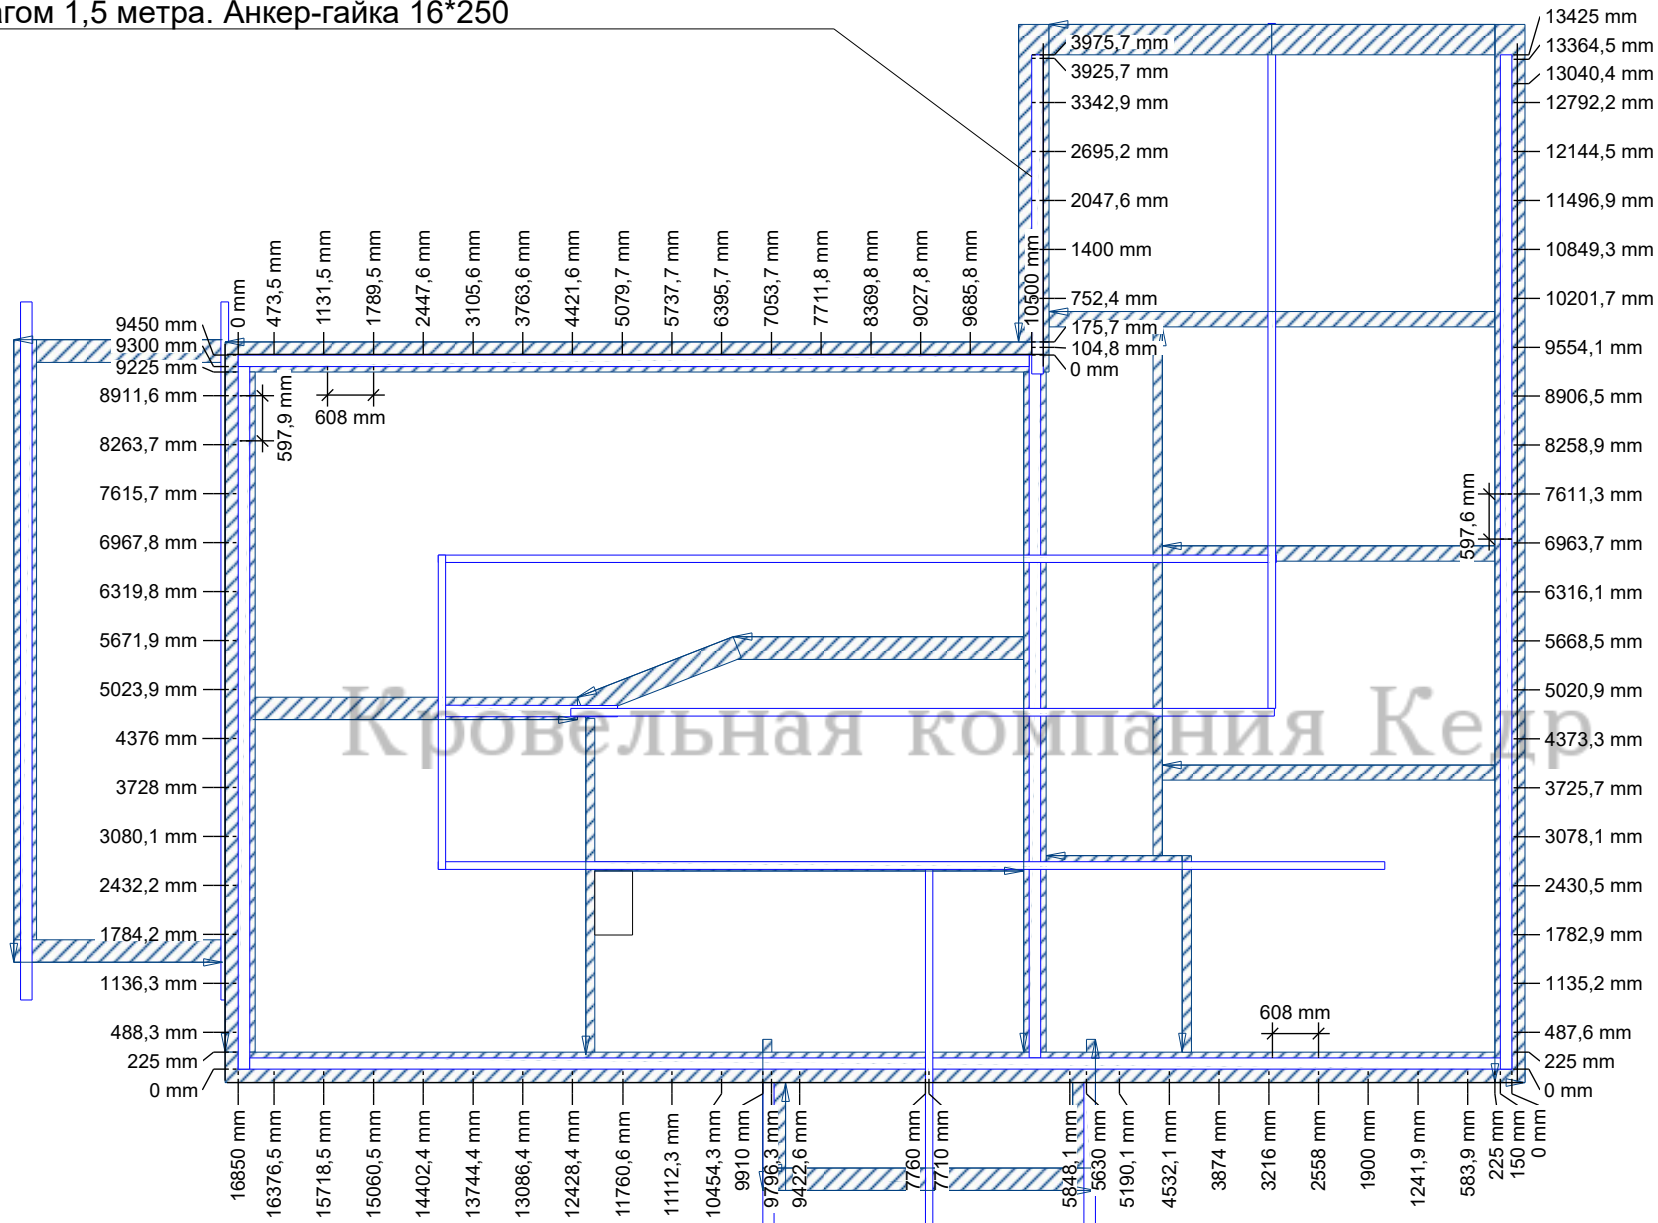 агом 1,5 метра. Анкер-гайка 16*250
13425 mm
13364,5 mm
13040,4 mm
12792,2 mm
12144,5 mm
11496,9 mm
10849,3 mm
10201,7 mm
9554,1 mm
8906,5 mm
8258,9 mm
7611,3 mm
6963,7 mm
6316,1 mm
5668,5 mm
5020,9 mm
4373,3 mm
3725,7 mm
3078,1 mm
2430,5 mm
1782,9 mm
1135,2 mm
487,6 mm
225 mm
0 mm
3975,7 mm
3925,7 mm
3342,9 mm
2695,2 mm
2047,6 mm
1400 mm
752,4 mm
175,7 mm
104,8 mm
0 mm
0 mm
473,5 mm
1131,5 mm
1789,5 mm
2447,6 mm
3105,6 mm
3763,6 mm
4421,6 mm
5079,7 mm
5737,7 mm
6395,7 mm
7053,7 mm
7711,8 mm
8369,8 mm
9027,8 mm
9685,8 mm
10500 mm
9450 mm
9300 mm
9225 mm
8911,6 mm
8263,7 mm
7615,7 mm
6967,8 mm
6319,8 mm
5671,9 mm
5023,9 mm
4376 mm
3728 mm
3080,1 mm
2432,2 mm
1784,2 mm
1136,3 mm
488,3 mm
225 mm
0 mm
597,9 mm
608 mm
597,6 mm
608 mm
Кровельная компания Кедр
16850 mm
16376,5 mm
15718,5 mm
15060,5 mm
14402,4 mm
13744,4 mm
13086,4 mm
12428,4 mm
11760,6 mm
11112,3 mm
10454,3 mm
9910 mm
9796,3 mm
9422,6 mm
7760 mm
7710 mm
5848,1 mm
5630 mm
5190,1 mm
4532,1 mm
3874 mm
3216 mm
2558 mm
1900 mm
1241,9 mm
583,9 mm
225 mm
150 mm
0 mm